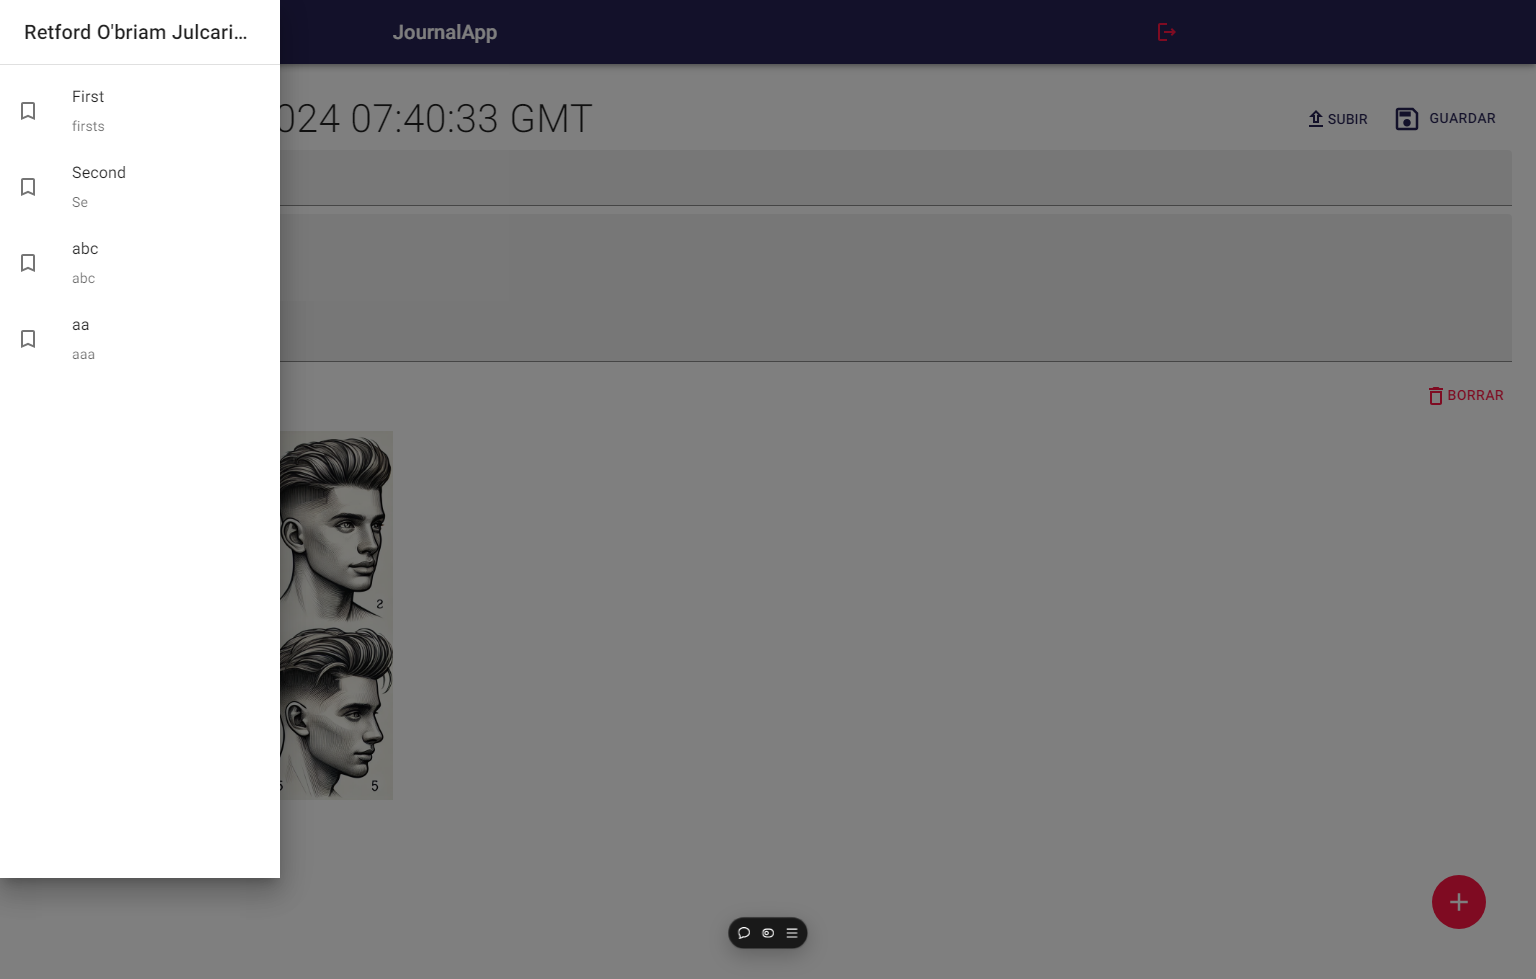 Retford O'briam Julcari...
JournalApp
First
firsts
Second
Se
abc
abc
aa
aaa
024 07:40:33 GMT
SUBIR
GUARDAR
BORRAR
2
5